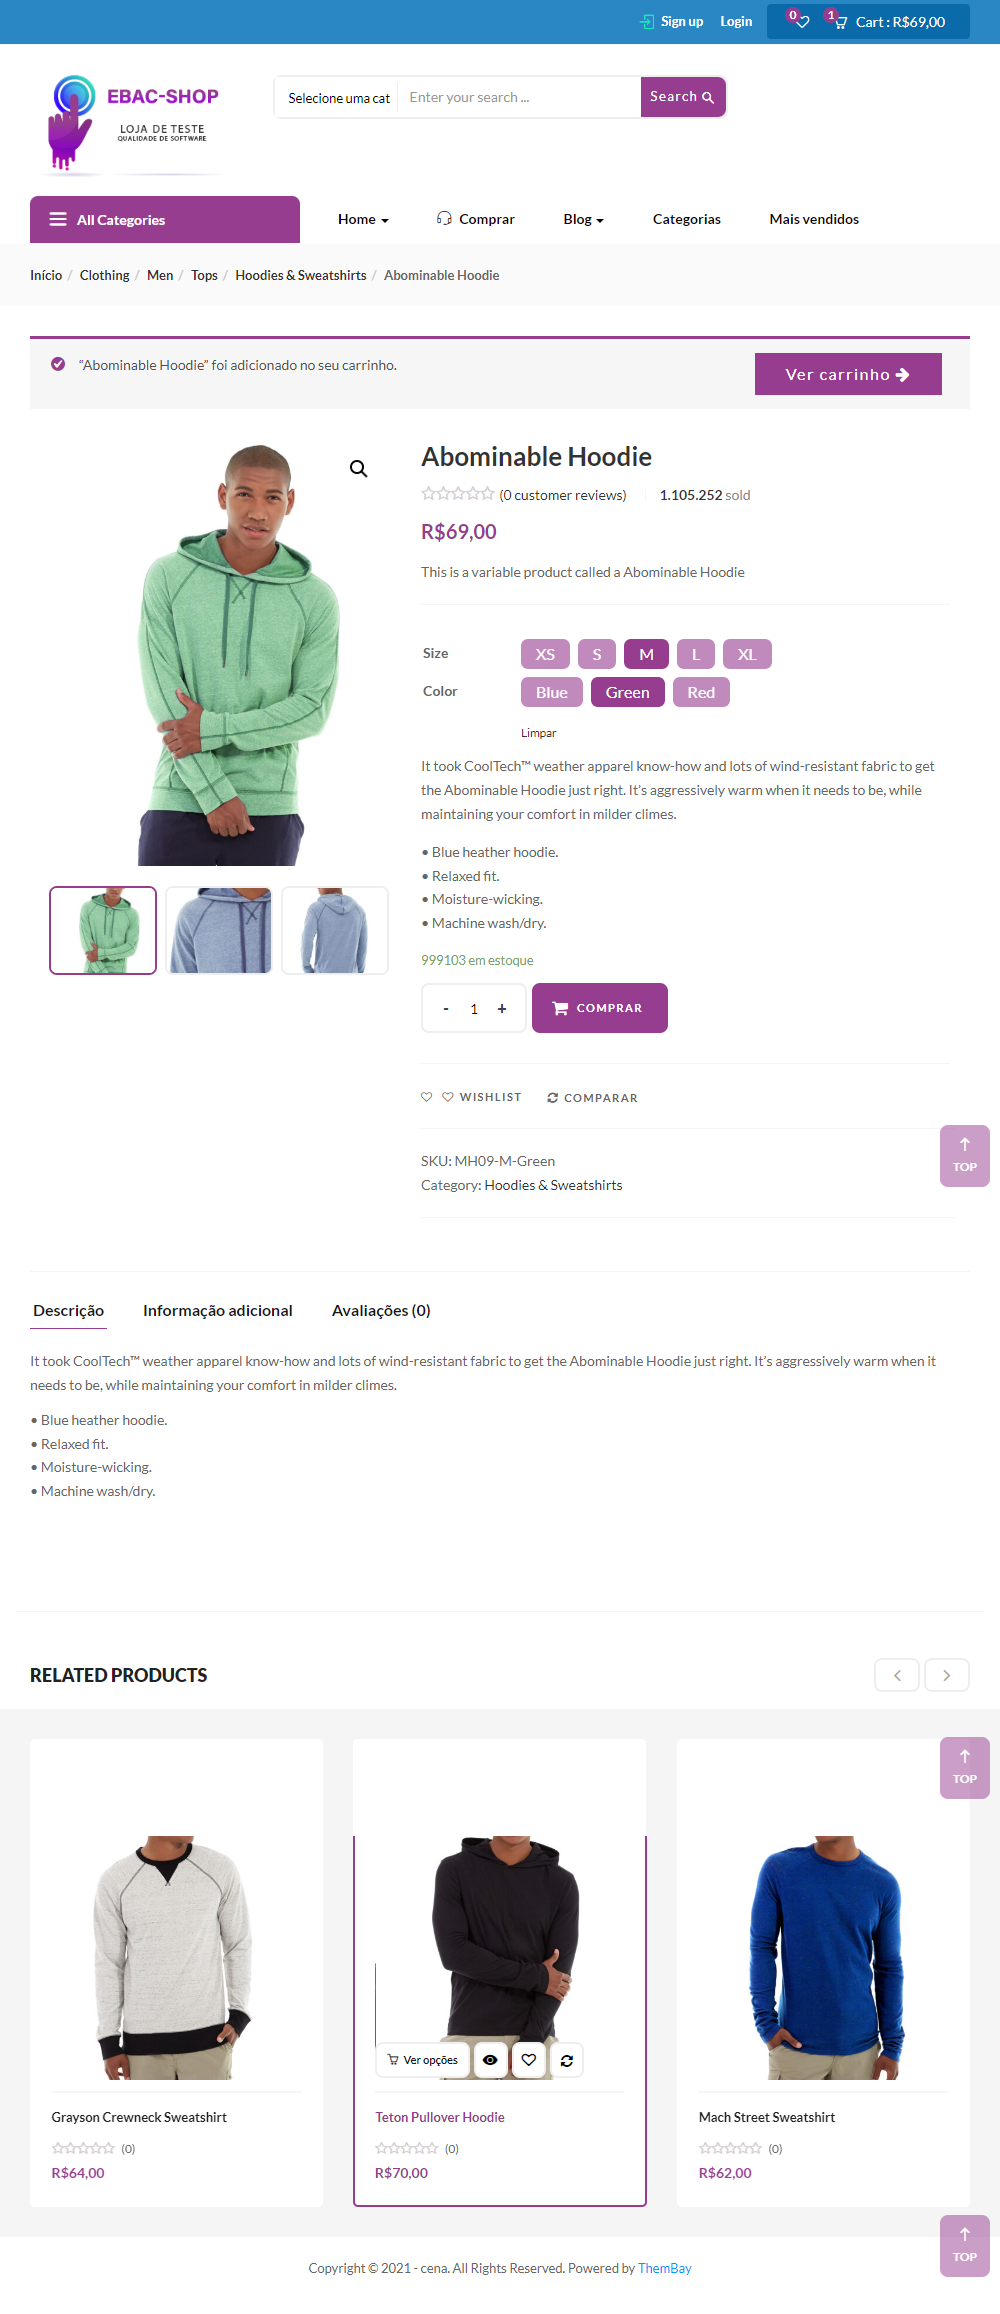 Sign up Login 0 1 Cart : R$69,00
EBAC-SHOP
LOJA DE TESTE
QUALIDADE DE SOFTWARE
Selecione uma cat Enter your search ... Search
All Categories Home Comprar Blog Categorias Mais vendidos
Início / Clothing / Men / Tops / Hoodies & Sweatshirts / Abominable Hoodie
“Abominable Hoodie” foi adicionado no seu carrinho. Ver carrinho
Abominable Hoodie
(0 customer reviews) 1.105.252 sold
R$69,00
This is a variable product called a Abominable Hoodie
Size XS S M L XL
Color Blue Green Red
Limpar
It took CoolTech™ weather apparel know-how and lots of wind-resistant fabric to get
the Abominable Hoodie just right. It’s aggressively warm when it needs to be, while
maintaining your comfort in milder climes.
• Blue heather hoodie.
• Relaxed fit.
• Moisture-wicking.
• Machine wash/dry.
999103 em estoque
- 1 + COMPRAR
WISHLIST COMPARAR
TOP
SKU: MH09-M-Green
Category: Hoodies & Sweatshirts
Descrição Informação adicional Avaliações (0)
It took CoolTech™ weather apparel know-how and lots of wind-resistant fabric to get the Abominable Hoodie just right. It’s aggressively warm when it
needs to be, while maintaining your comfort in milder climes.
• Blue heather hoodie.
• Relaxed fit.
• Moisture-wicking.
• Machine wash/dry.
RELATED PRODUCTS
TOP
Ver opções
Grayson Crewneck Sweatshirt Teton Pullover Hoodie Mach Street Sweatshirt
(0) (0) (0)
R$64,00 R$70,00 R$62,00
TOP
Copyright © 2021 - cena. All Rights Reserved. Powered by ThemBay